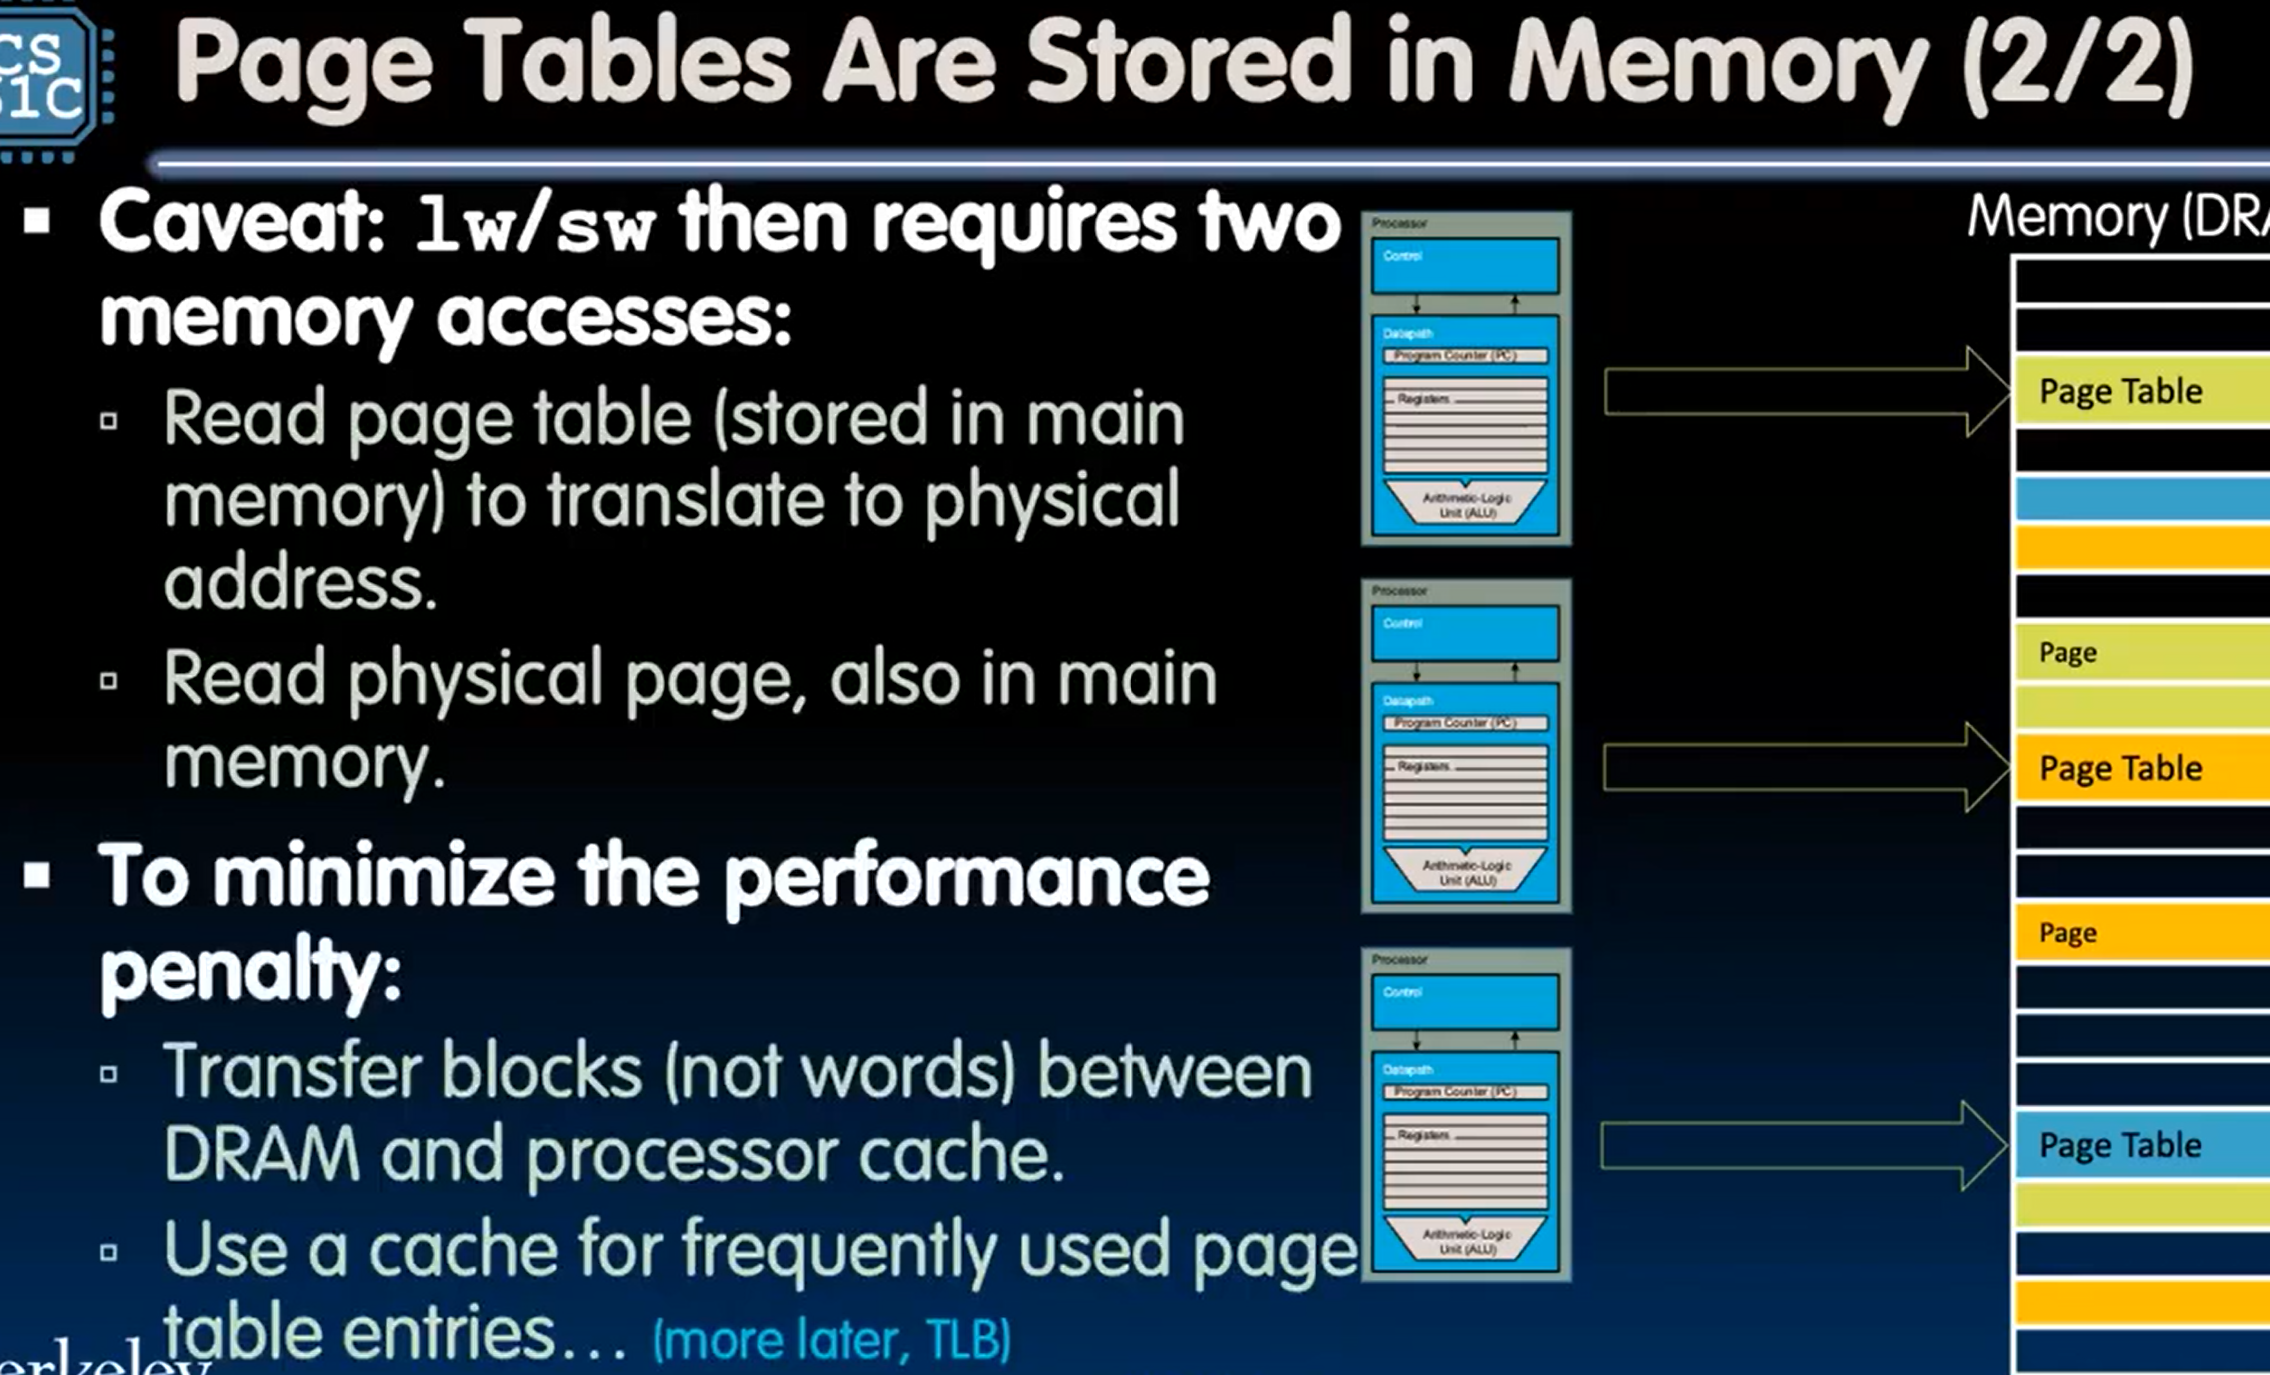 CS
61C
Page Tables Are Stored in Memory (2/2)
▪ Caveat: lw/sw then requires two
memory accesses:
▫ Read page table (stored in main
memory) to translate to physical
address.
▫ Read physical page, also in main
memory.
▪ To minimize the performance
penalty:
▫ Transfer blocks (not words) between
DRAM and processor cache.
▫ Use a cache for frequently used page
table entries... (more later, TLB)
erkeley
Processor
Control
Datapath
Program Counter (PC)
Registers
Arithmetic-Logic
Unit (ALU)
Processor
Control
Datapath
Program Counter (PC)
Registers
Arithmetic-Logic
Unit (ALU)
Processor
Control
Datapath
Program Counter (PC)
Registers
Arithmetic-Logic
Unit (ALU)
Memory (DRA
Page Table
Page
Page Table
Page
Page Table